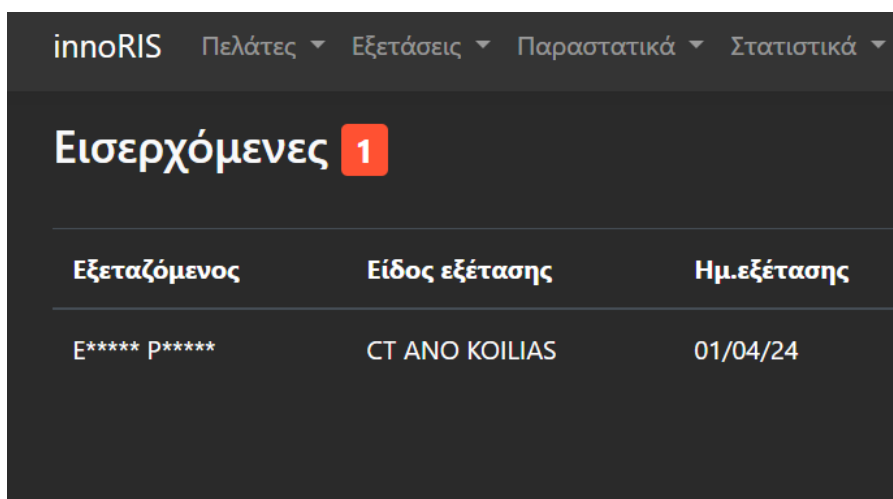 innoRIS Πελάτες Εξετάσεις Παραστατικά Στατιστικά
Εισερχόμενες 1
Εξεταζόμενος Είδος εξέτασης Ημ.εξέτασης
E***** P***** CT ANO KOILIAS 01/04/24